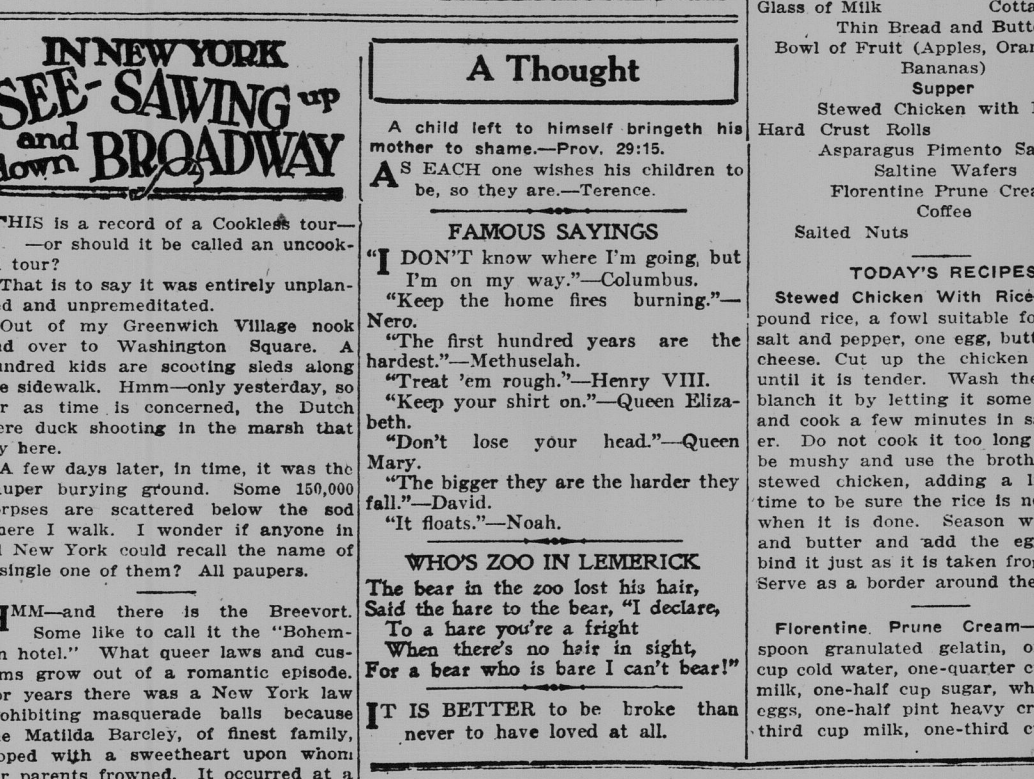 IN NEW YORK
SEE-SAWING up
and
down BROADWAY
THIS is a record of a Cookless tour—
—or should it be called an uncook-
tour?
That is to say it was entirely unplan-
ed and unpremeditated.
Out of my Greenwich Village nook
and over to Washington Square. A
hundred kids are scooting sleds along
the sidewalk. Hmm—only yesterday, so
far as time is concerned, the Dutch
were duck shooting in the marsh that
lay here.
A few days later, in time, it was the
pauper burying ground. Some 150,000
corpses are scattered below the sod
where I walk. I wonder if anyone in
all New York could recall the name of
a single one of them? All paupers.
HMM—and there is the Breevort.
Some like to call it the "Bohem-
n hotel." What queer laws and cus-
toms grow out of a romantic episode.
For years there was a New York law
prohibiting masquerade balls because
Matilda Barcley, of finest family,
oped with a sweetheart upon whom
her parents frowned. It occurred at a
A Thought
A child left to himself bringeth his
mother to shame.—Prov. 29:15.
AS EACH one wishes his children to
be, so they are.—Terence.
FAMOUS SAYINGS
"I DON'T know where I'm going, but
I'm on my way."—Columbus.
"Keep the home fires burning."—
Nero.
"The first hundred years are the
hardest."—Methuselah.
"Treat 'em rough."—Henry VIII.
"Keep your shirt on."—Queen Eliza-
beth.
"Don't lose your head."—Queen
Mary.
"The bigger they are the harder they
fall."—David.
"It floats."—Noah.
WHO'S ZOO IN LEMERICK
The bear in the zoo lost his hair,
Said the hare to the bear, "I declare,
To a hare you're a fright
When there's no hair in sight,
For a bear who is bare I can't bear!"
IT IS BETTER to be broke than
never to have loved at all.
Glass of Milk Cotta
Thin Bread and Butt
Bowl of Fruit (Apples, Oran
Bananas)
Supper
Stewed Chicken with
Hard Crust Rolls
Asparagus Pimento Sa
Saltine Wafers
Florentine Prune Crea
Coffee
Salted Nuts
TODAY'S RECIPES
Stewed Chicken With Rice
pound rice, a fowl suitable fo
salt and pepper, one egg, butt
cheese. Cut up the chicken
until it is tender. Wash the
blanch it by letting it some
and cook a few minutes in s
er. Do not cook it too long
be mushy and use the broth
stewed chicken, adding a l
time to be sure the rice is n
when it is done. Season w
and butter and add the eg
bind it just as it is taken fro
Serve as a border around the
Florentine Prune Cream—
spoon granulated gelatin, o
cup cold water, one-quarter c
milk, one-half cup sugar, wh
eggs, one-half pint heavy cr
third cup milk, one-third c